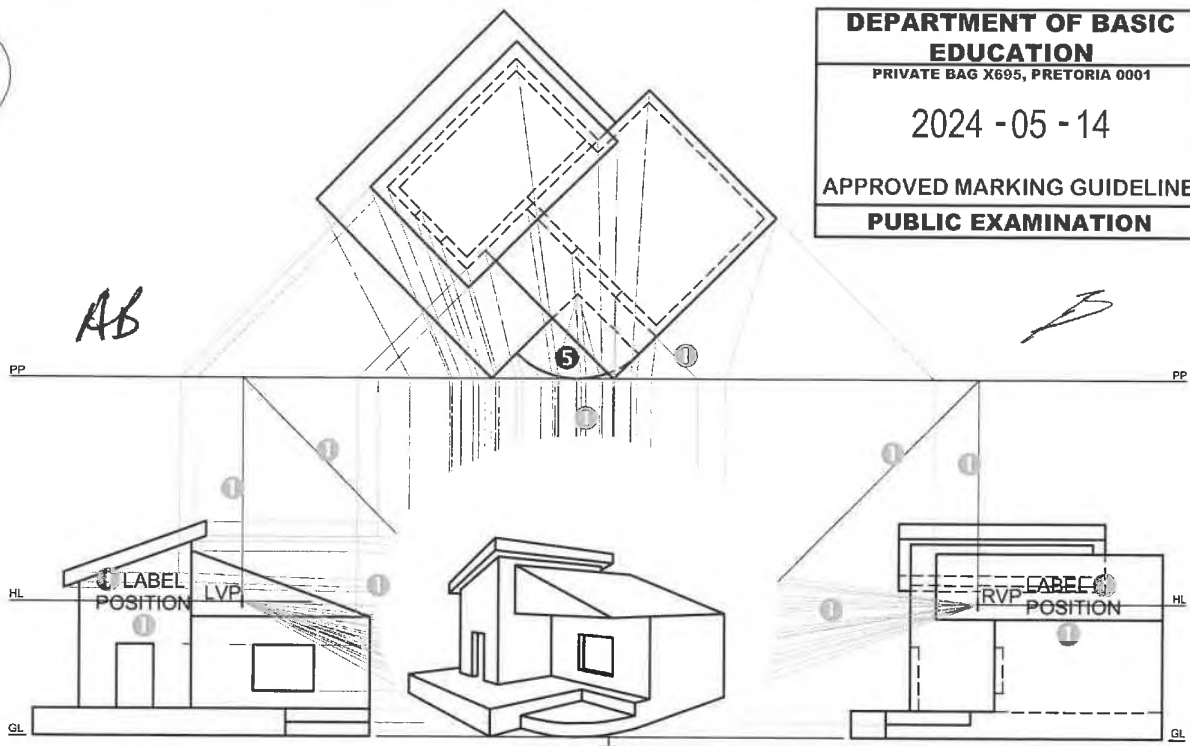 DEPARTMENT OF BASIC
EDUCATION
PRIVATE BAG X695, PRETORIA 0001
2024 -05 - 14
APPROVED MARKING GUIDELINE
PUBLIC EXAMINATION
AB
5
1
PP
PP
1
1
1
1
1
LABEL
POSITION
LVP
1
1
HL
1
RVP
LABEL
POSITION
1
HL
1
GL
GL